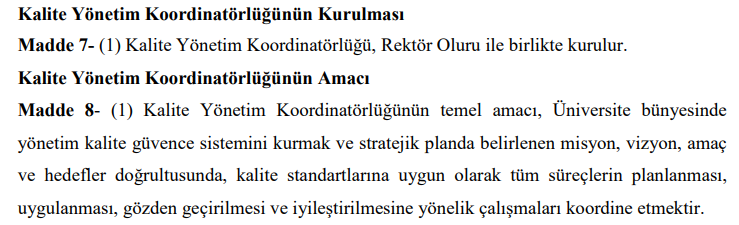 Kalite Yönetim Koordinatörlüğünün Kurulması
Madde 7- (1) Kalite Yönetim Koordinatörlüğü, Rektör Oluru ile birlikte kurulur.
Kalite Yönetim Koordinatörlüğünün Amacı
Madde 8- (1) Kalite Yönetim Koordinatörlüğünün temel amacı, Üniversite bünyesinde
yönetim kalite güvence sistemini kurmak ve stratejik planda belirlenen misyon, vizyon, amaç
ve hedefler doğrultusunda, kalite standartlarına uygun olarak tüm süreçlerin planlanması,
uygulanması, gözden geçirilmesi ve iyileştirilmesine yönelik çalışmaları koordine etmektir.